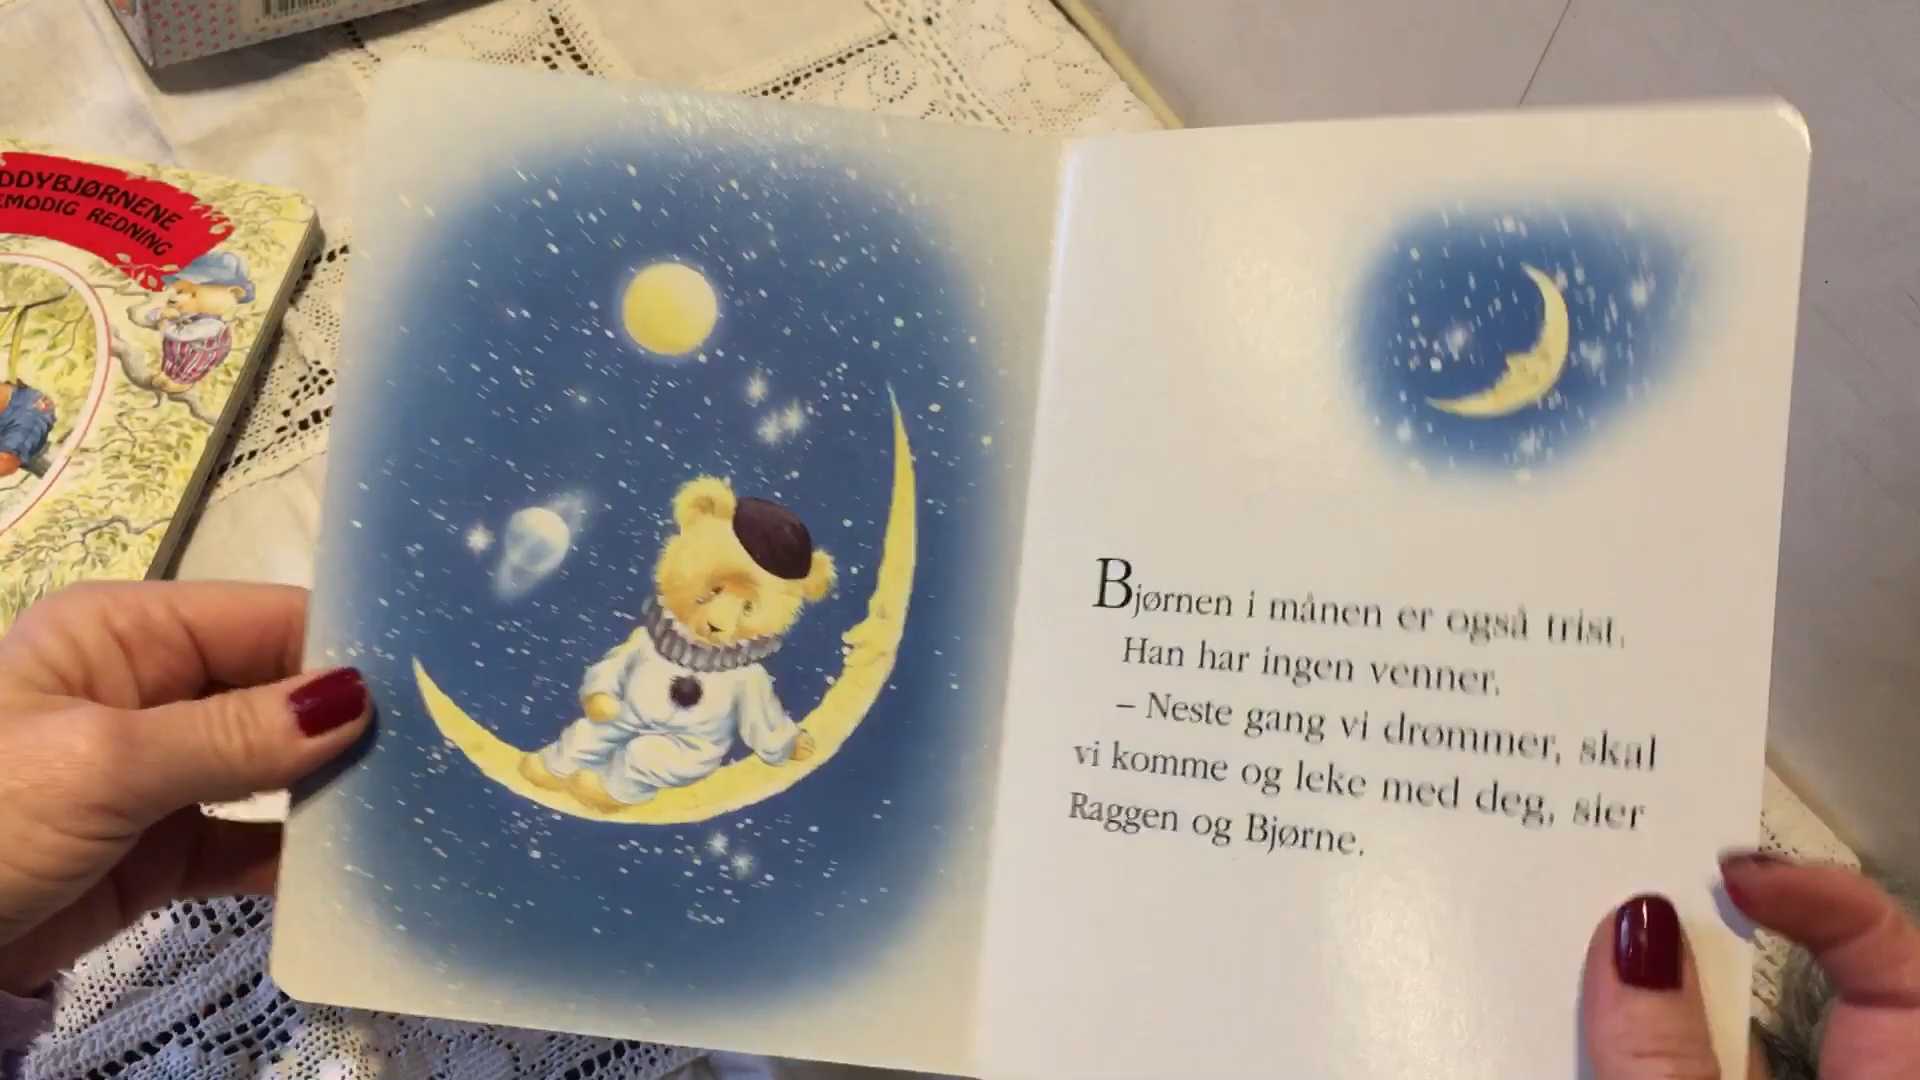 DDYBJØRNENE
EMODIG REDNING
Bjørnen i månen er også trist.
Han har ingen venner.
– Neste gang vi drømmer, skal
vi komme og leke med deg, sier
Raggen og Bjørne.